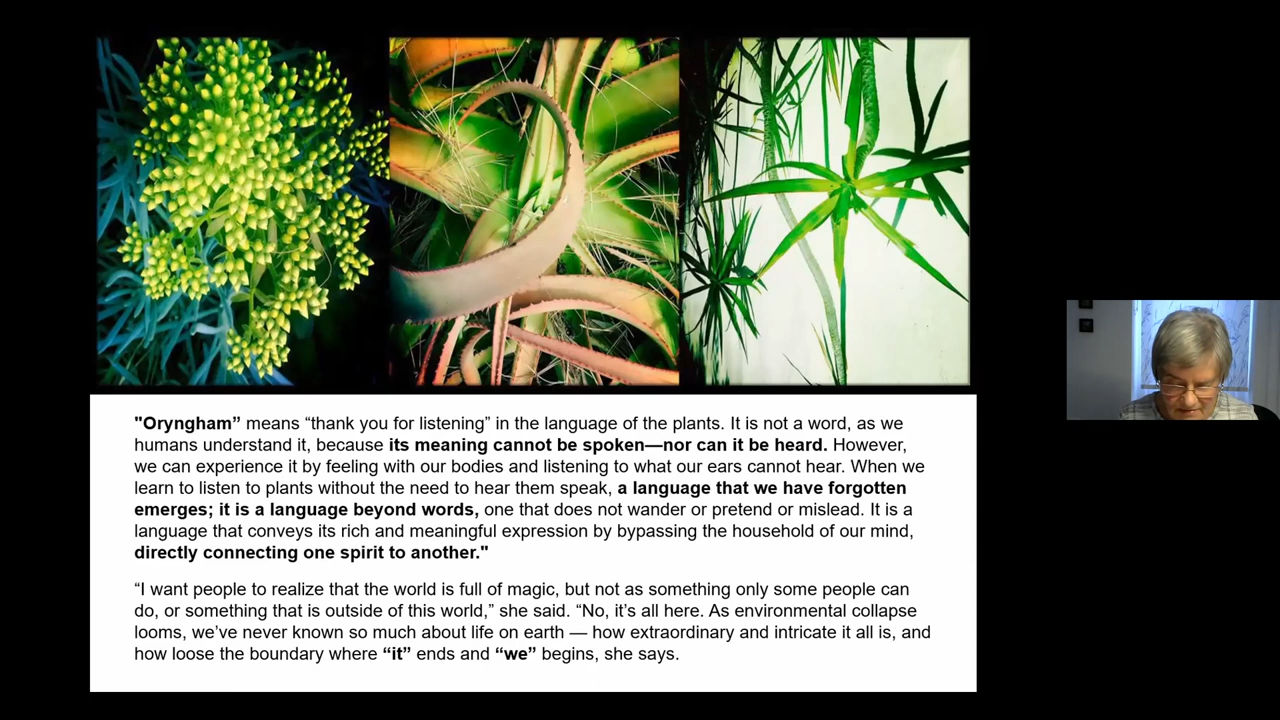 "Oryngham” means “thank you for listening” in the language of the plants. It is not a word, as we
humans understand it, because its meaning cannot be spoken—nor can it be heard. However,
we can experience it by feeling with our bodies and listening to what our ears cannot hear. When we
learn to listen to plants without the need to hear them speak, a language that we have forgotten
emerges; it is a language beyond words, one that does not wander or pretend or mislead. It is a
language that conveys its rich and meaningful expression by bypassing the household of our mind,
directly connecting one spirit to another."
“I want people to realize that the world is full of magic, but not as something only some people can
do, or something that is outside of this world,” she said. “No, it’s all here. As environmental collapse
looms, we’ve never known so much about life on earth — how extraordinary and intricate it all is, and
how loose the boundary where “it” ends and “we” begins, she says.